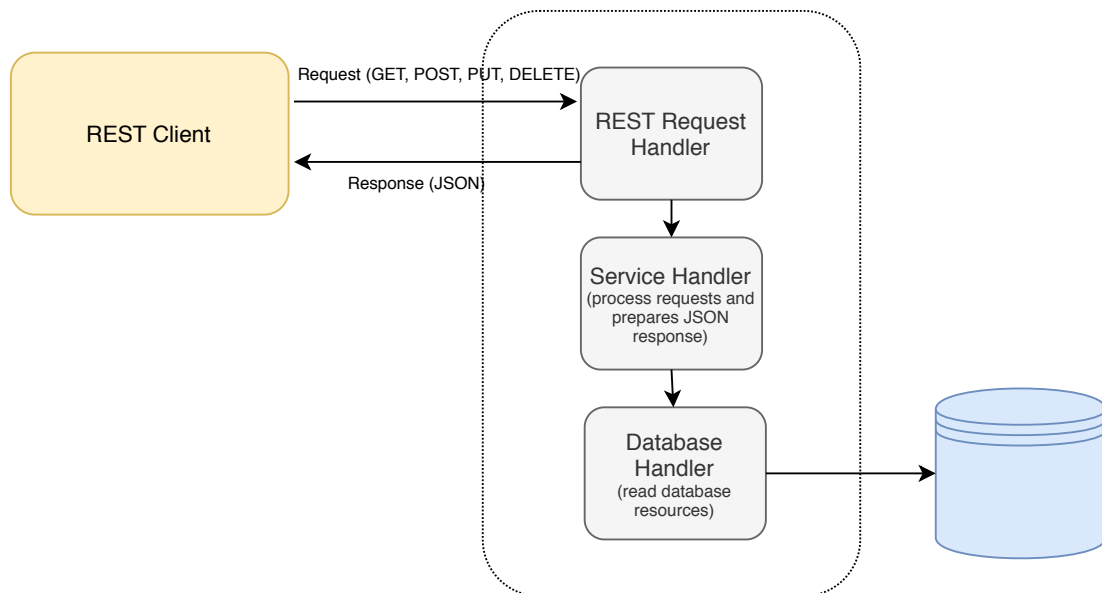 Request (GET, POST, PUT, DELETE)
REST Client
REST Request
Handler
Response (JSON)
Service Handler
(process requests and
prepares JSON
response)
Database
Handler
(read database
resources)